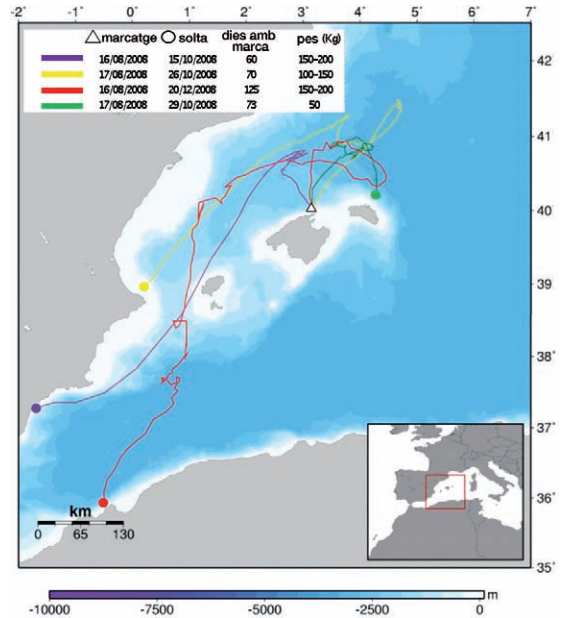 -2° -1° 0° 1° 2° 3° 4° 5° 6° 7°
marcatge solta dies amb marca pes (Kg)
16/08/2008 15/10/2008 60 150-200
17/08/2008 26/10/2008 70 100-150
16/08/2008 20/12/2008 125 150-200
17/08/2008 29/10/2008 73 50
42
41
40
39
38
37
36
35°
km
0 65 130
-10000 -7500 -5000 -2500 0 m